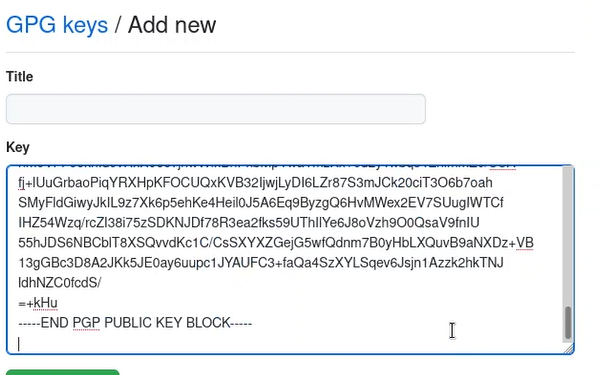 GPG keys / Add new
Title
Key
fj+lUuGrbaoPiqYRXHpKFOCUQxKVB32IjwjLyDI6LZr87S3mJCk20ciT3O6b7oah
SMyFldGiwyJkIL9z7Xk6p5ehKe4Heil0J5A6Eq9ByzgQ6HvMWex2EV7SUugIWTCf
IHZ54Wzq/rcZl38i75zSDKNJDf78R3ea2fks59UThIlYe6J8oVzh9O0QsaV9fnIU
55hJDS6NBCblT8XSQvvdKc1C/CsSXYXZGejG5wfQdnm7B0yHbLXQuvB9aNXDz+VB
13gGBc3D8A2JKk5JE0ay6uupc1JYAUFC3+faQa4SzXYLSqev6Jsjn1Azzk2hkTNJ
ldhNZC0fcdS/
=+kHu
-----END PGP PUBLIC KEY BLOCK-----